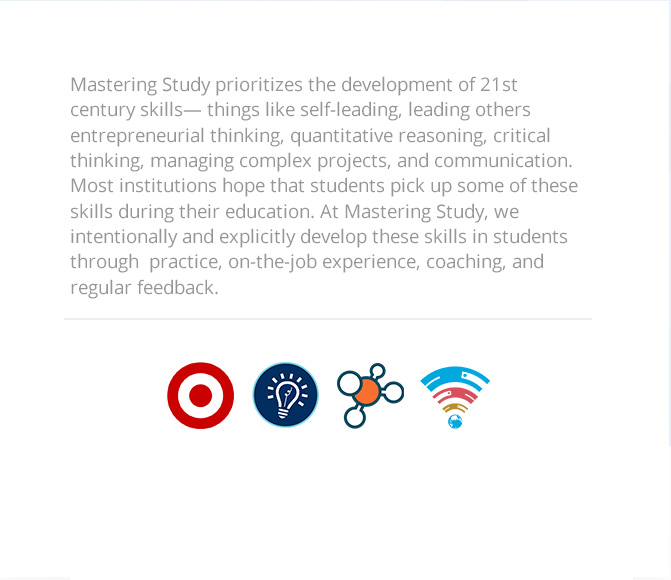 Mastering Study prioritizes the development of 21st
century skills— things like self-leading, leading others
entrepreneurial thinking, quantitative reasoning, critical
thinking, managing complex projects, and communication.
Most institutions hope that students pick up some of these
skills during their education. At Mastering Study, we
intentionally and explicitly develop these skills in students
through  practice, on-the-job experience, coaching, and
regular feedback.